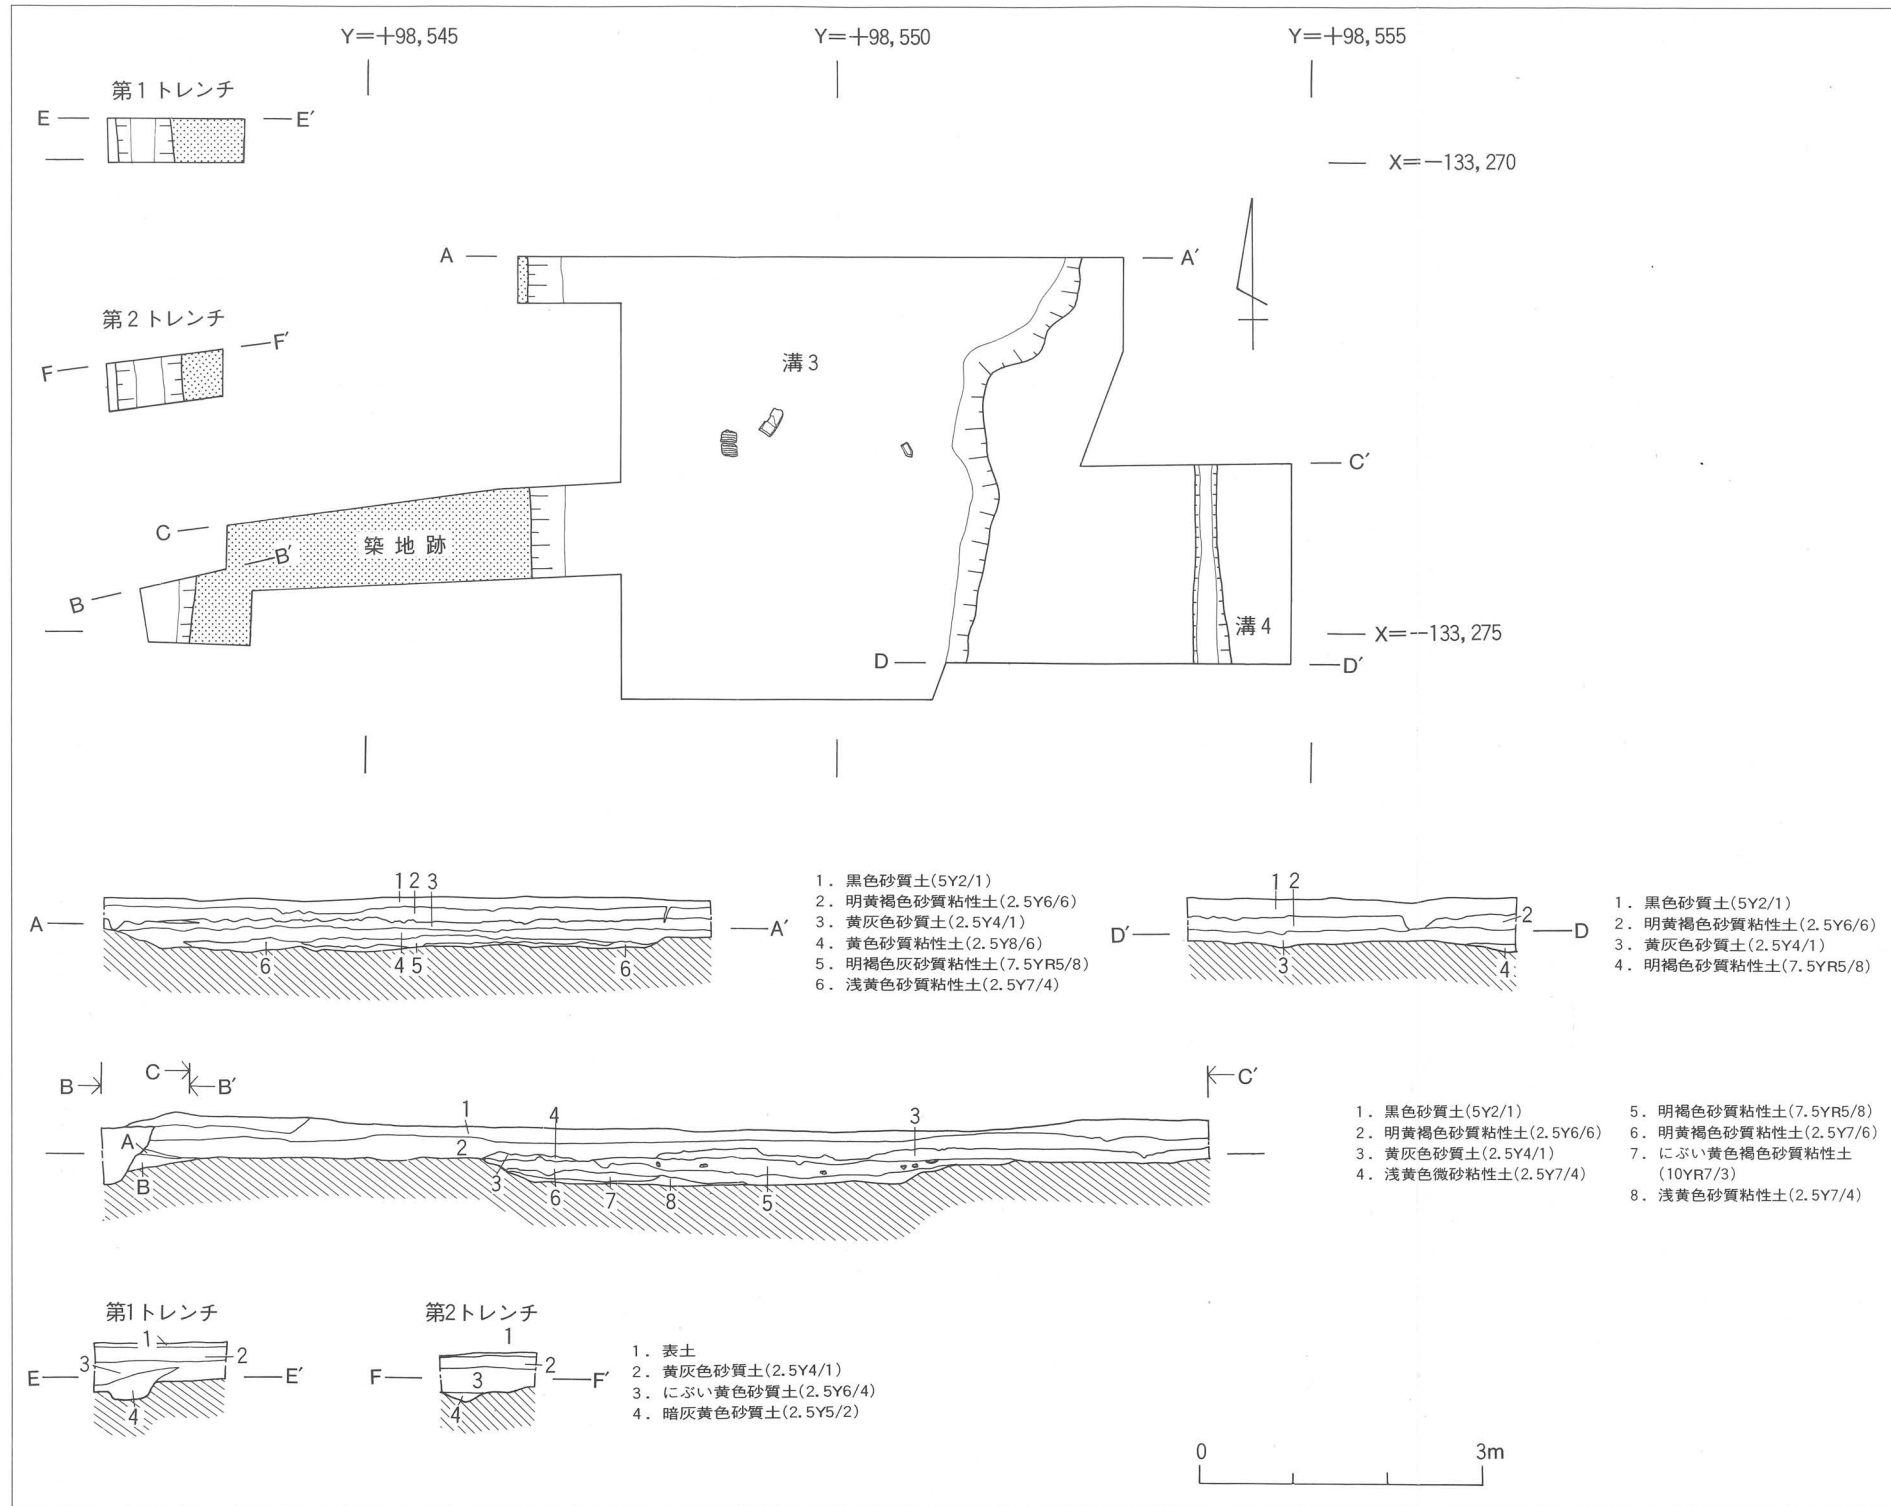 Y=+98,545
Y=+98,550
Y=+98,555
第1トレンチ
E
E′
X=-133,270
A
A′
第2トレンチ
F
F′
溝3
C
C′
築地跡
B′
B
溝4
X=--133,275
D
D′
1 2 3
A
A′
6
4 5
6
1. 黒色砂質土(5Y2/1)
2. 明黄褐色砂質粘性土(2.5Y6/6)
3. 黄灰色砂質土(2.5Y4/1)
4. 黄色砂質粘性土(2.5Y8/6)
5. 明褐色灰砂質粘性土(7.5YR5/8)
6. 浅黄色砂質粘性土(2.5Y7/4)
1 2
2
D′
D
3
4
1. 黒色砂質土(5Y2/1)
2. 明黄褐色砂質粘性土(2.5Y6/6)
3. 黄灰色砂質土(2.5Y4/1)
4. 明褐色砂質粘性土(7.5YR5/8)
B
C
B′
C′
1
4
3
A
2
B
3
6
7
8
5
1. 黒色砂質土(5Y2/1)
2. 明黄褐色砂質粘性土(2.5Y6/6)
3. 黄灰色砂質土(2.5Y4/1)
4. 浅黄色微砂粘性土(2.5Y7/4)
5. 明褐色砂質粘性土(7.5YR5/8)
6. 明黄褐色砂質粘性土(2.5Y7/6)
7. にぶい黄色褐色砂質粘性土
(10YR7/3)
8. 浅黄色砂質粘性土(2.5Y7/4)
第1トレンチ
1
3
2
E
E′
4
第2トレンチ
1
2
F
3
F′
4
1. 表土
2. 黄灰色砂質土(2.5Y4/1)
3. にぶい黄色砂質土(2.5Y6/4)
4. 暗灰黄色砂質土(2.5Y5/2)
0
3m